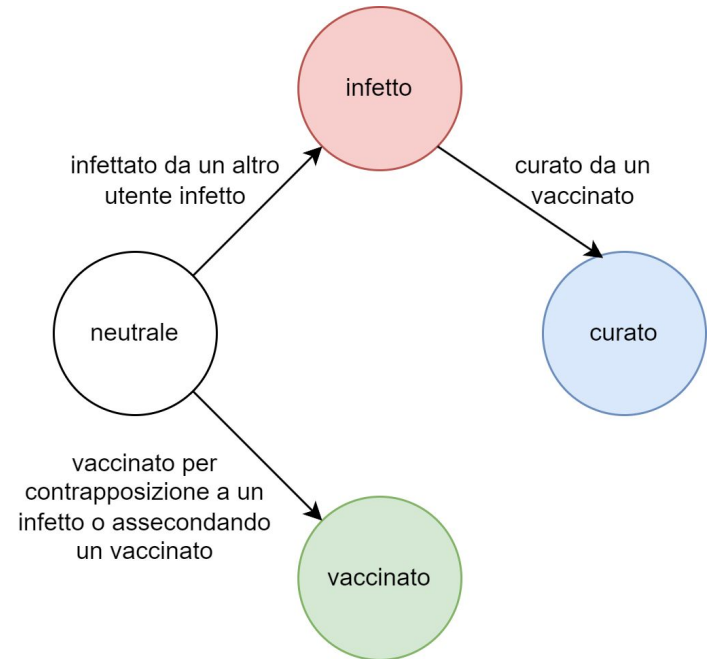 infetto
infettato da un altro
utente infetto
curato da un
vaccinato
neutrale
curato
vaccinato per
contrapposizione a un
infetto o assecondando
un vaccinato
vaccinato